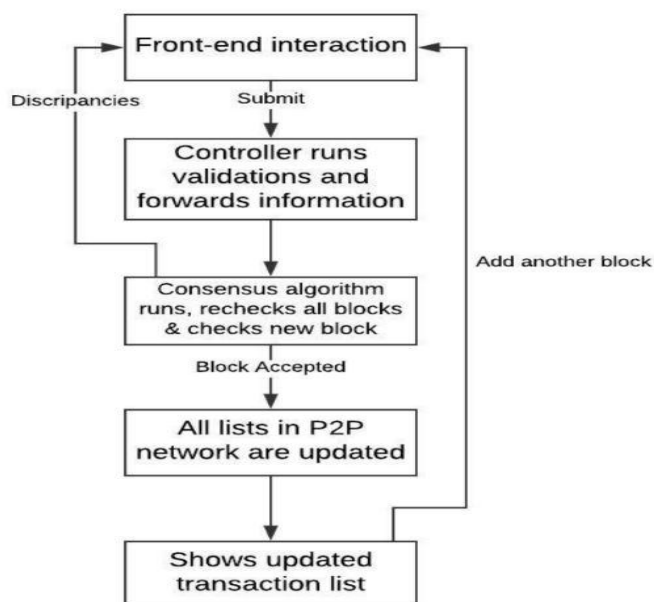 Front-end interaction
Discripancies
Submit
Controller runs
validations and
forwards information
Add another block
Consensus algorithm
runs, rechecks all blocks
& checks new block
Block Accepted
All lists in P2P
network are updated
Shows updated
transaction list